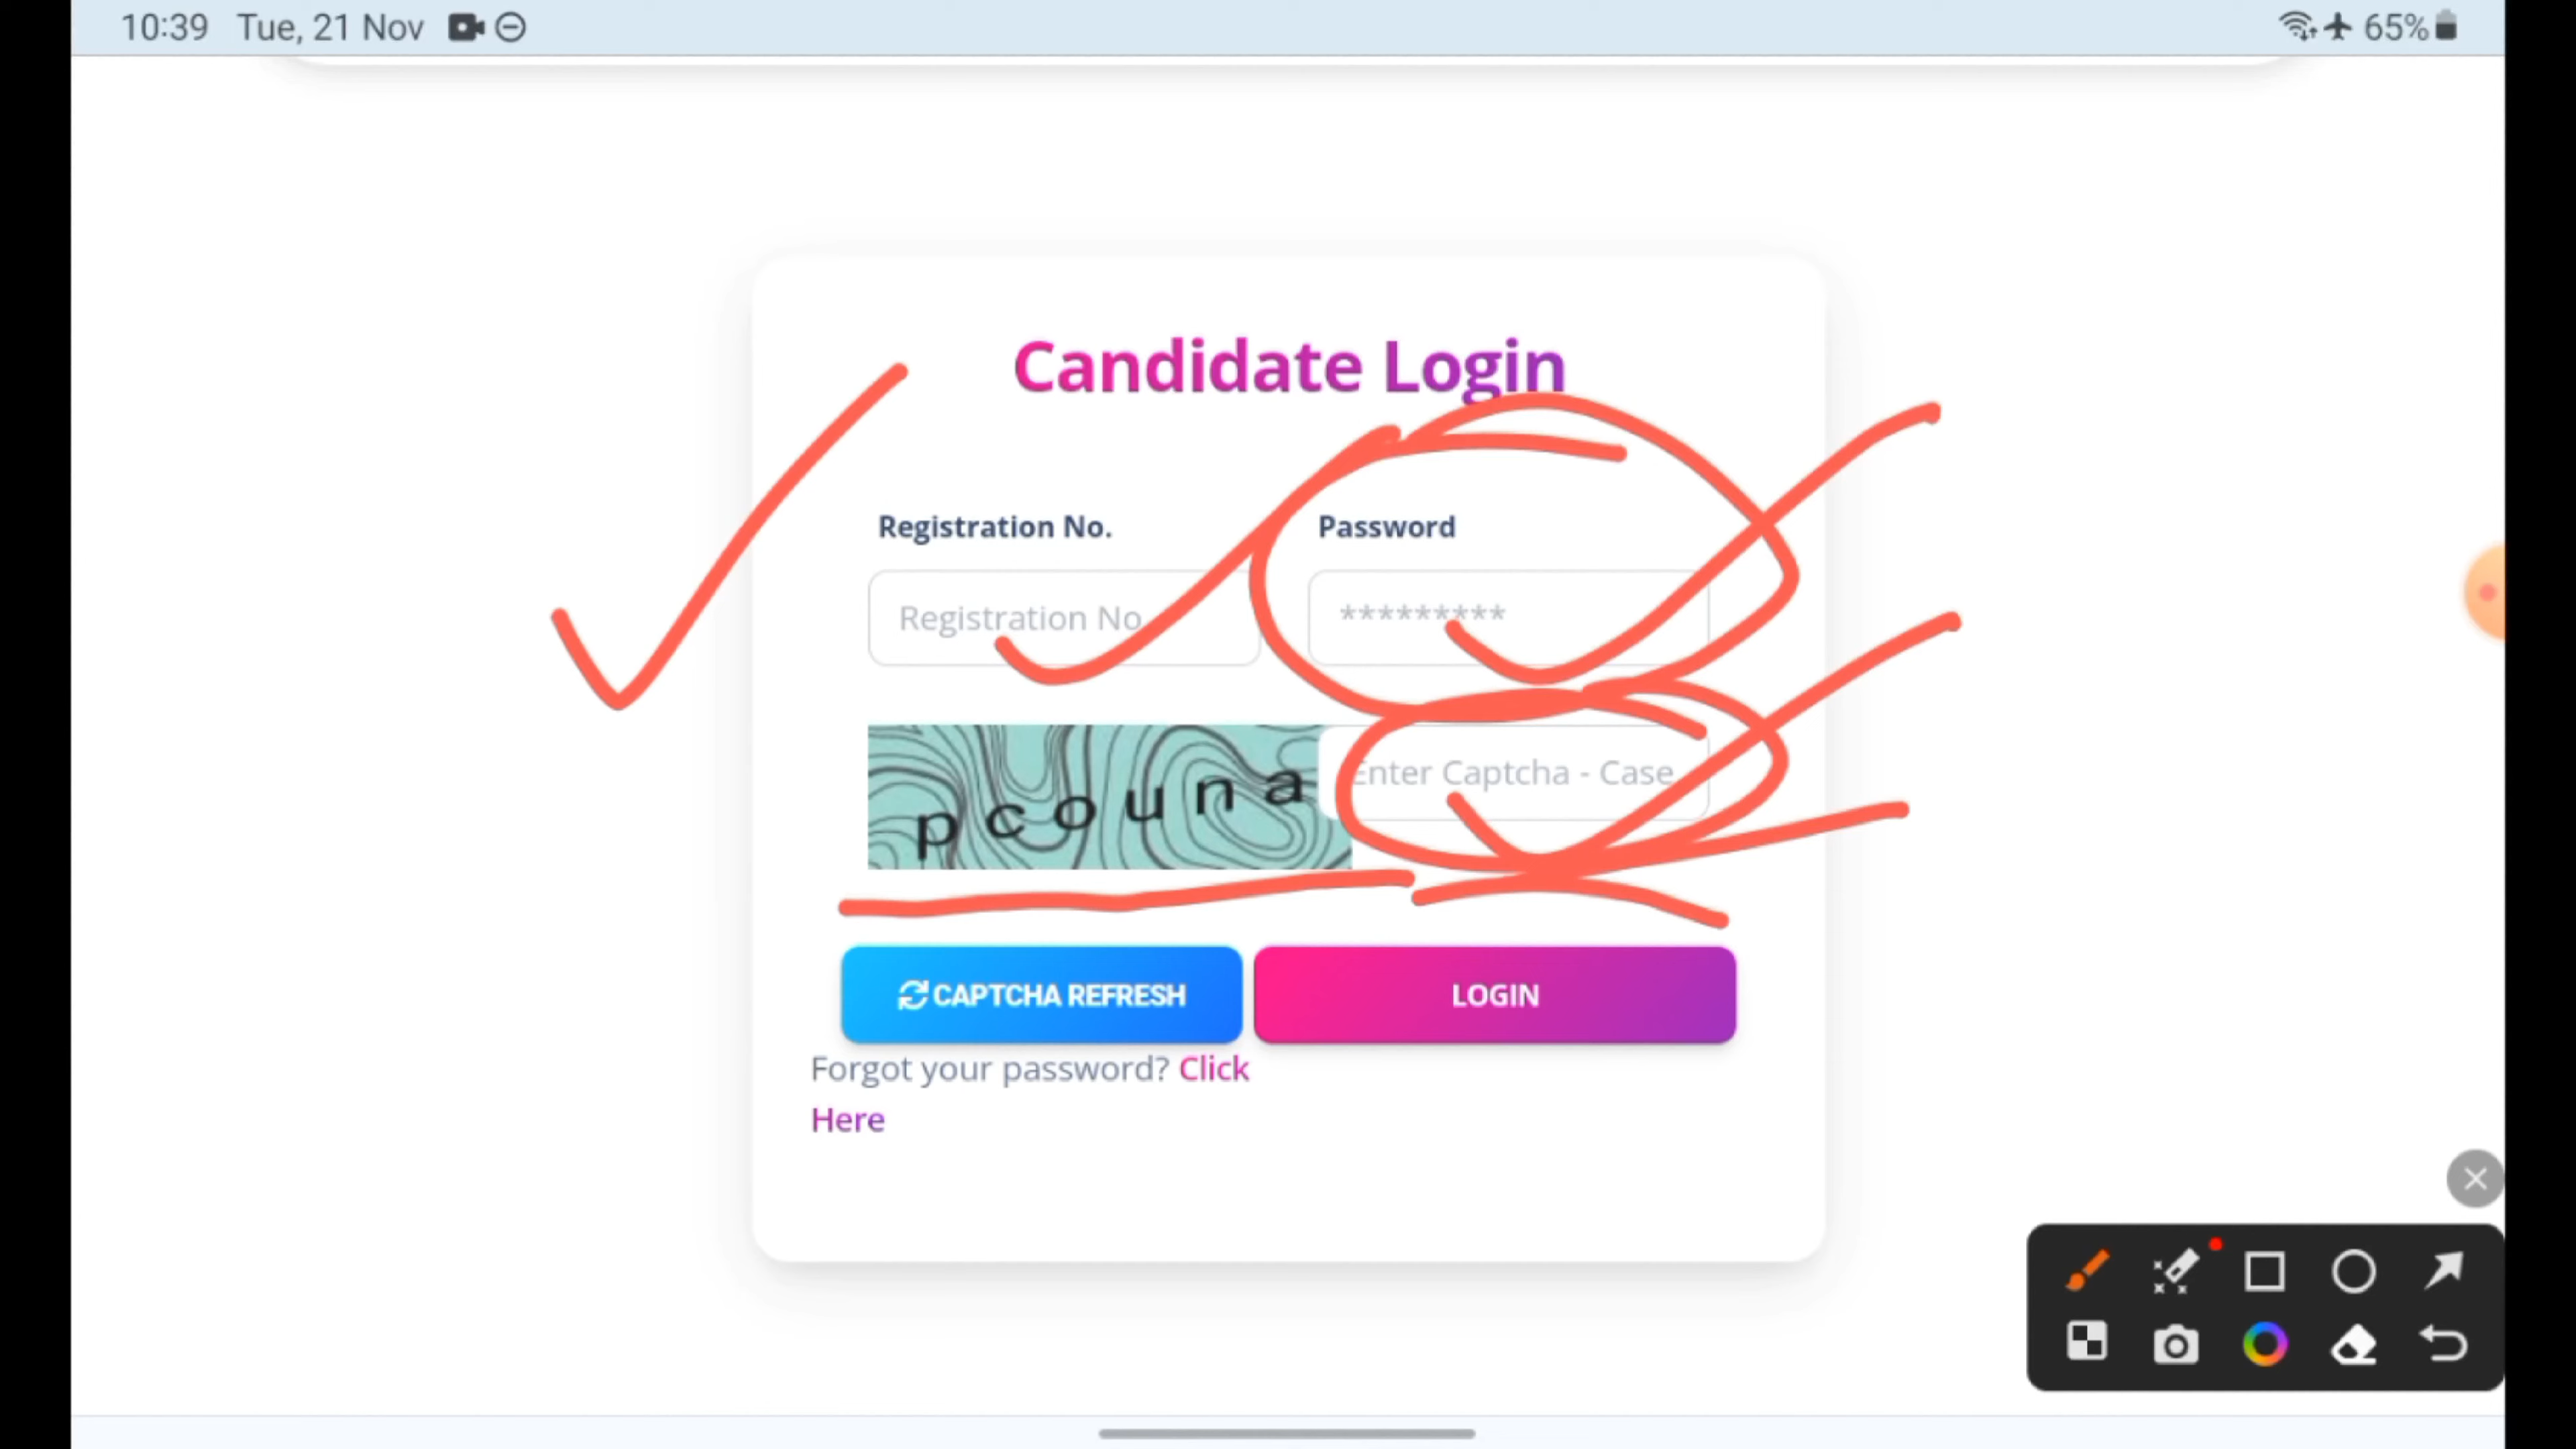 10:39 Tue, 21 Nov 65%
Candidate Login
Registration No. Password
Registration No. *********
pcouna Enter Captcha - Case
CAPTCHA REFRESH LOGIN
Forgot your password? Click
Here